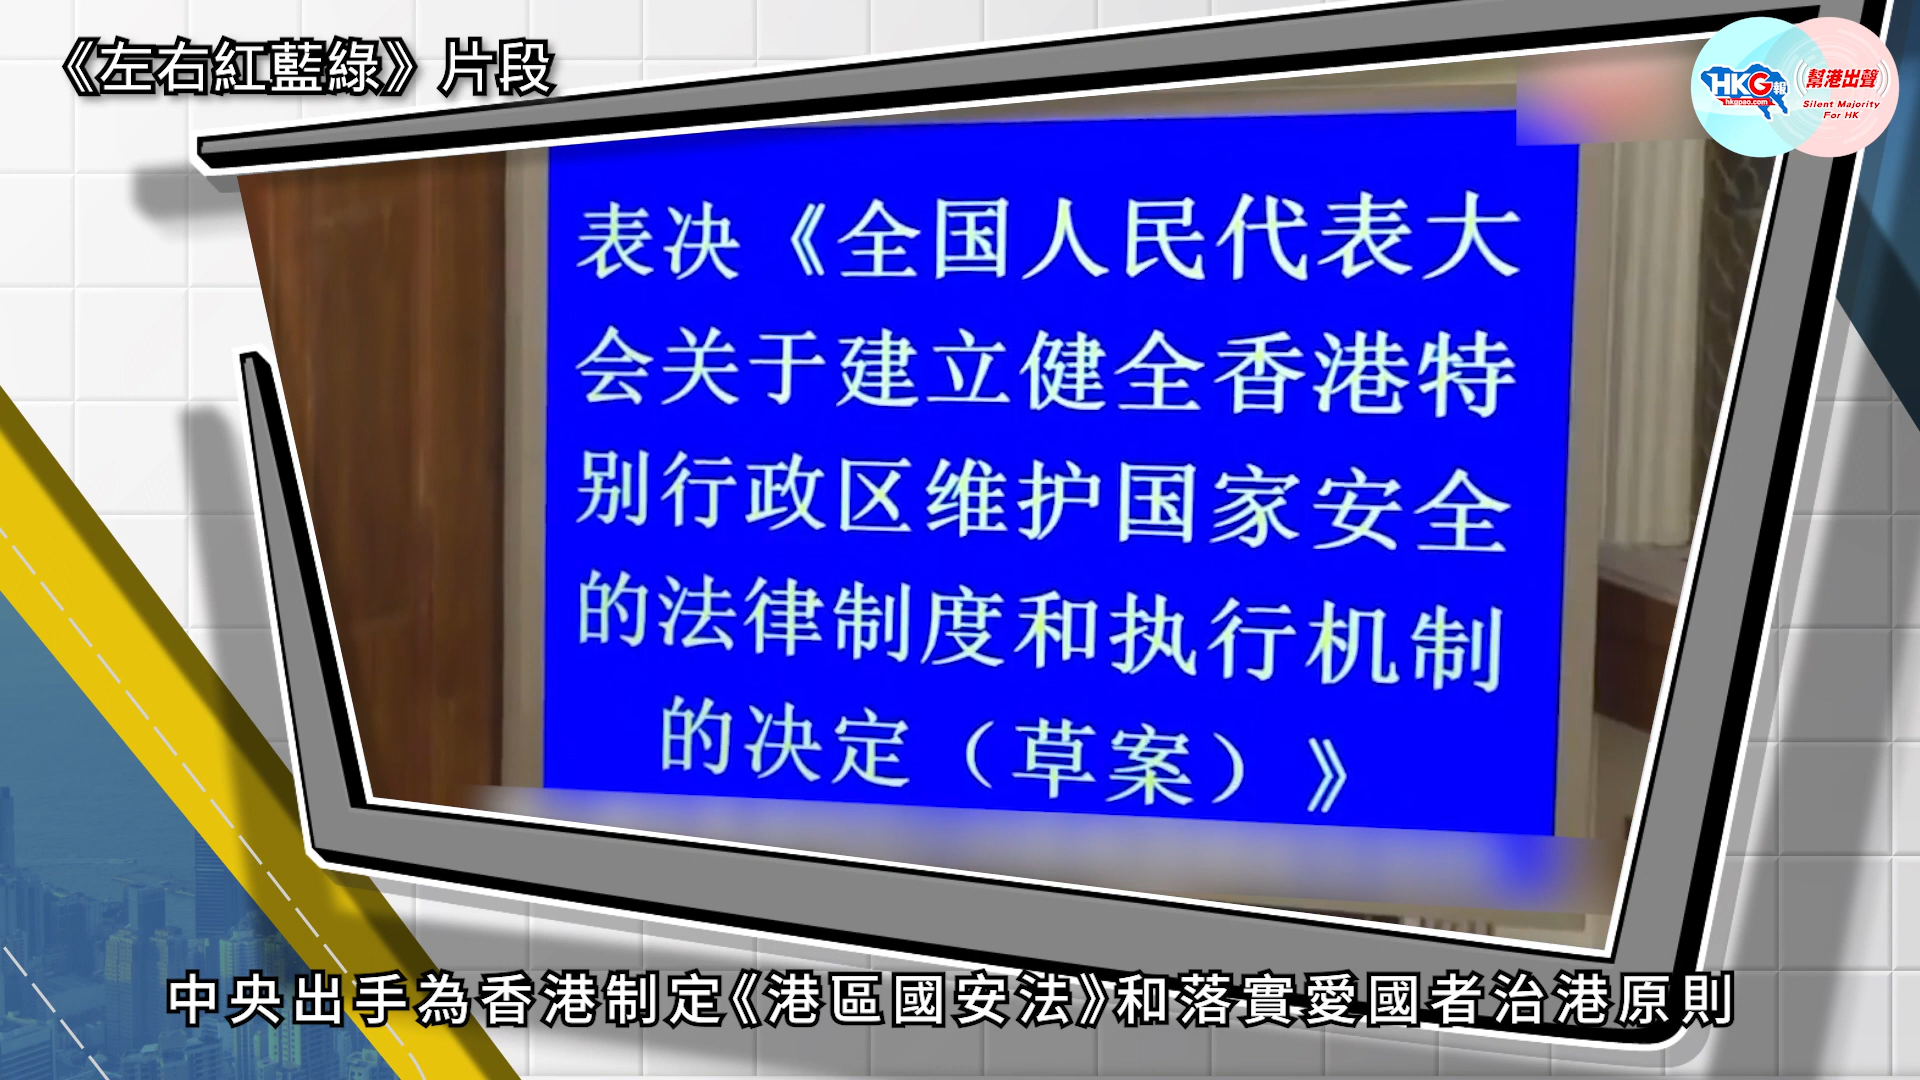 《左右紅藍綠》片段
HKG報
hkgpao.com
幫港出聲
Silent Majority
For HK
表决《全国人民代表大
会关于建立健全香港特
别行政区维护国家安全
的法律制度和执行机制
的决定（草案）》
中央出手為香港制定《港區國安法》和落實愛國者治港原則